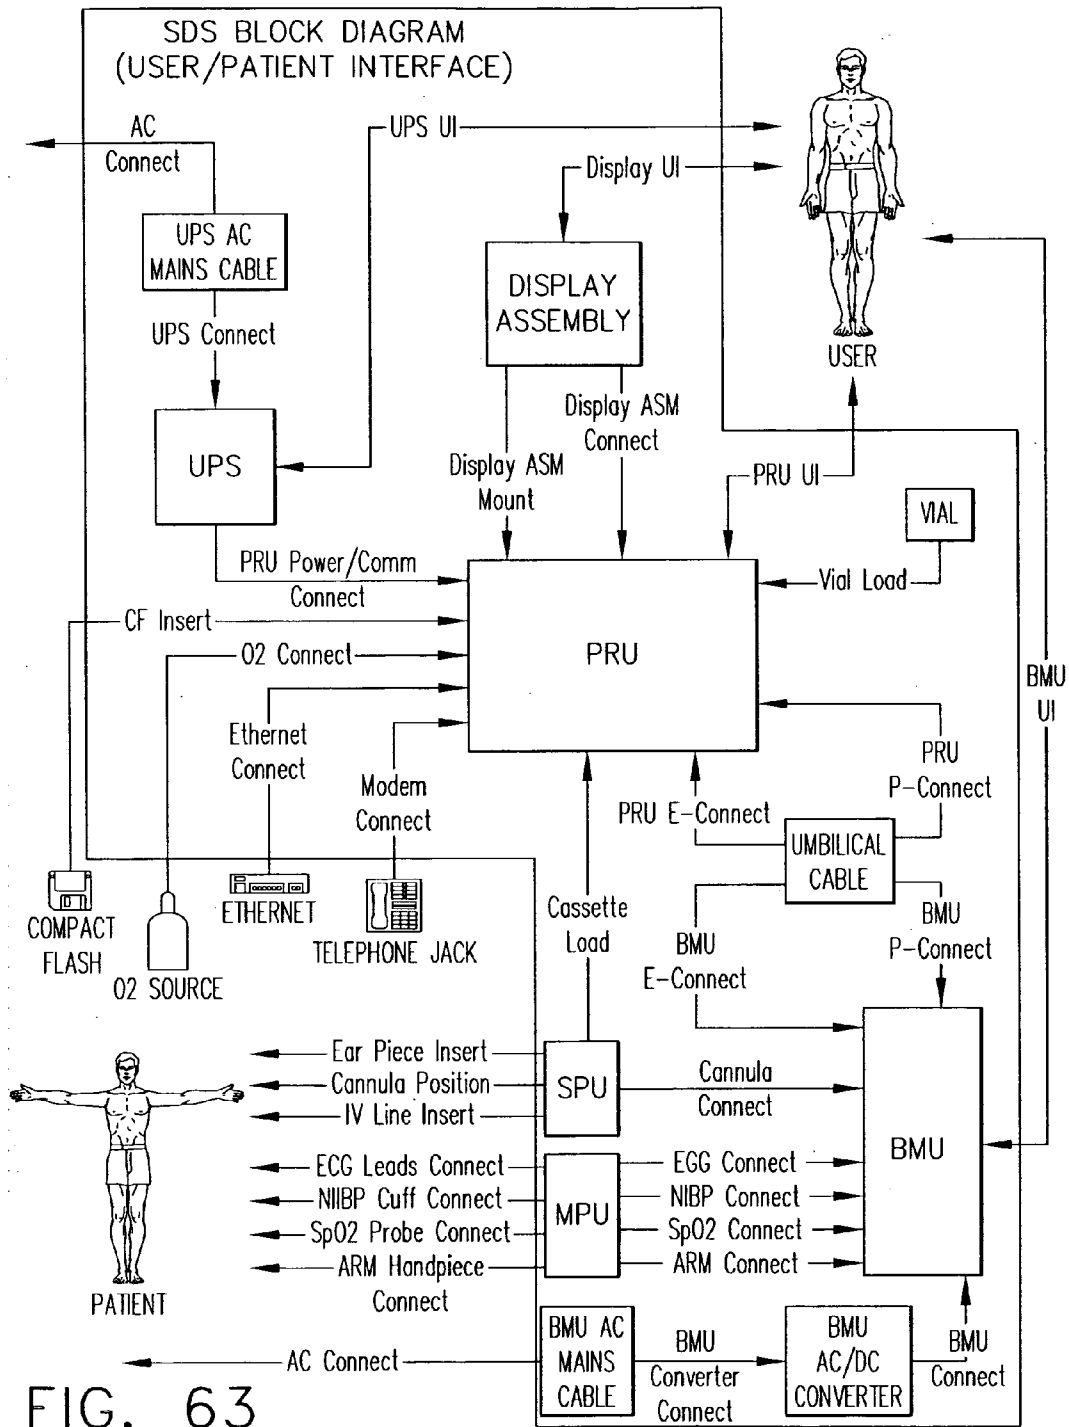 SDS BLOCK DIAGRAM
(USER/PATIENT INTERFACE)
AC
Connect
UPS UI
Display UI
UPS AC
MAINS CABLE
DISPLAY
ASSEMBLY
UPS Connect
USER
Display ASM
Connect
UPS
Display ASM
Mount
PRU UI
VIAL
PRU Power/Comm
Connect
Vial Load
CF Insert
O2 Connect
PRU
BMU
UI
Ethernet
Connect
Modem
Connect
PRU
P-Connect
PRU E-Connect
UMBILICAL
CABLE
COMPACT
FLASH
ETHERNET
TELEPHONE JACK
O2 SOURCE
Cassette
Load
BMU
E-Connect
BMU
P-Connect
Ear Piece Insert
Cannula Position
IV Line Insert
SPU
Cannula
Connect
BMU
ECG Leads Connect
NIIBP Cuff Connect
SpO2 Probe Connect
ARM Handpiece
Connect
MPU
EGG Connect
NIBP Connect
SpO2 Connect
ARM Connect
PATIENT
AC Connect
BMU AC
MAINS
CABLE
BMU
Converter
Connect
BMU
AC/DC
CONVERTER
BMU
Connect
FIG. 63